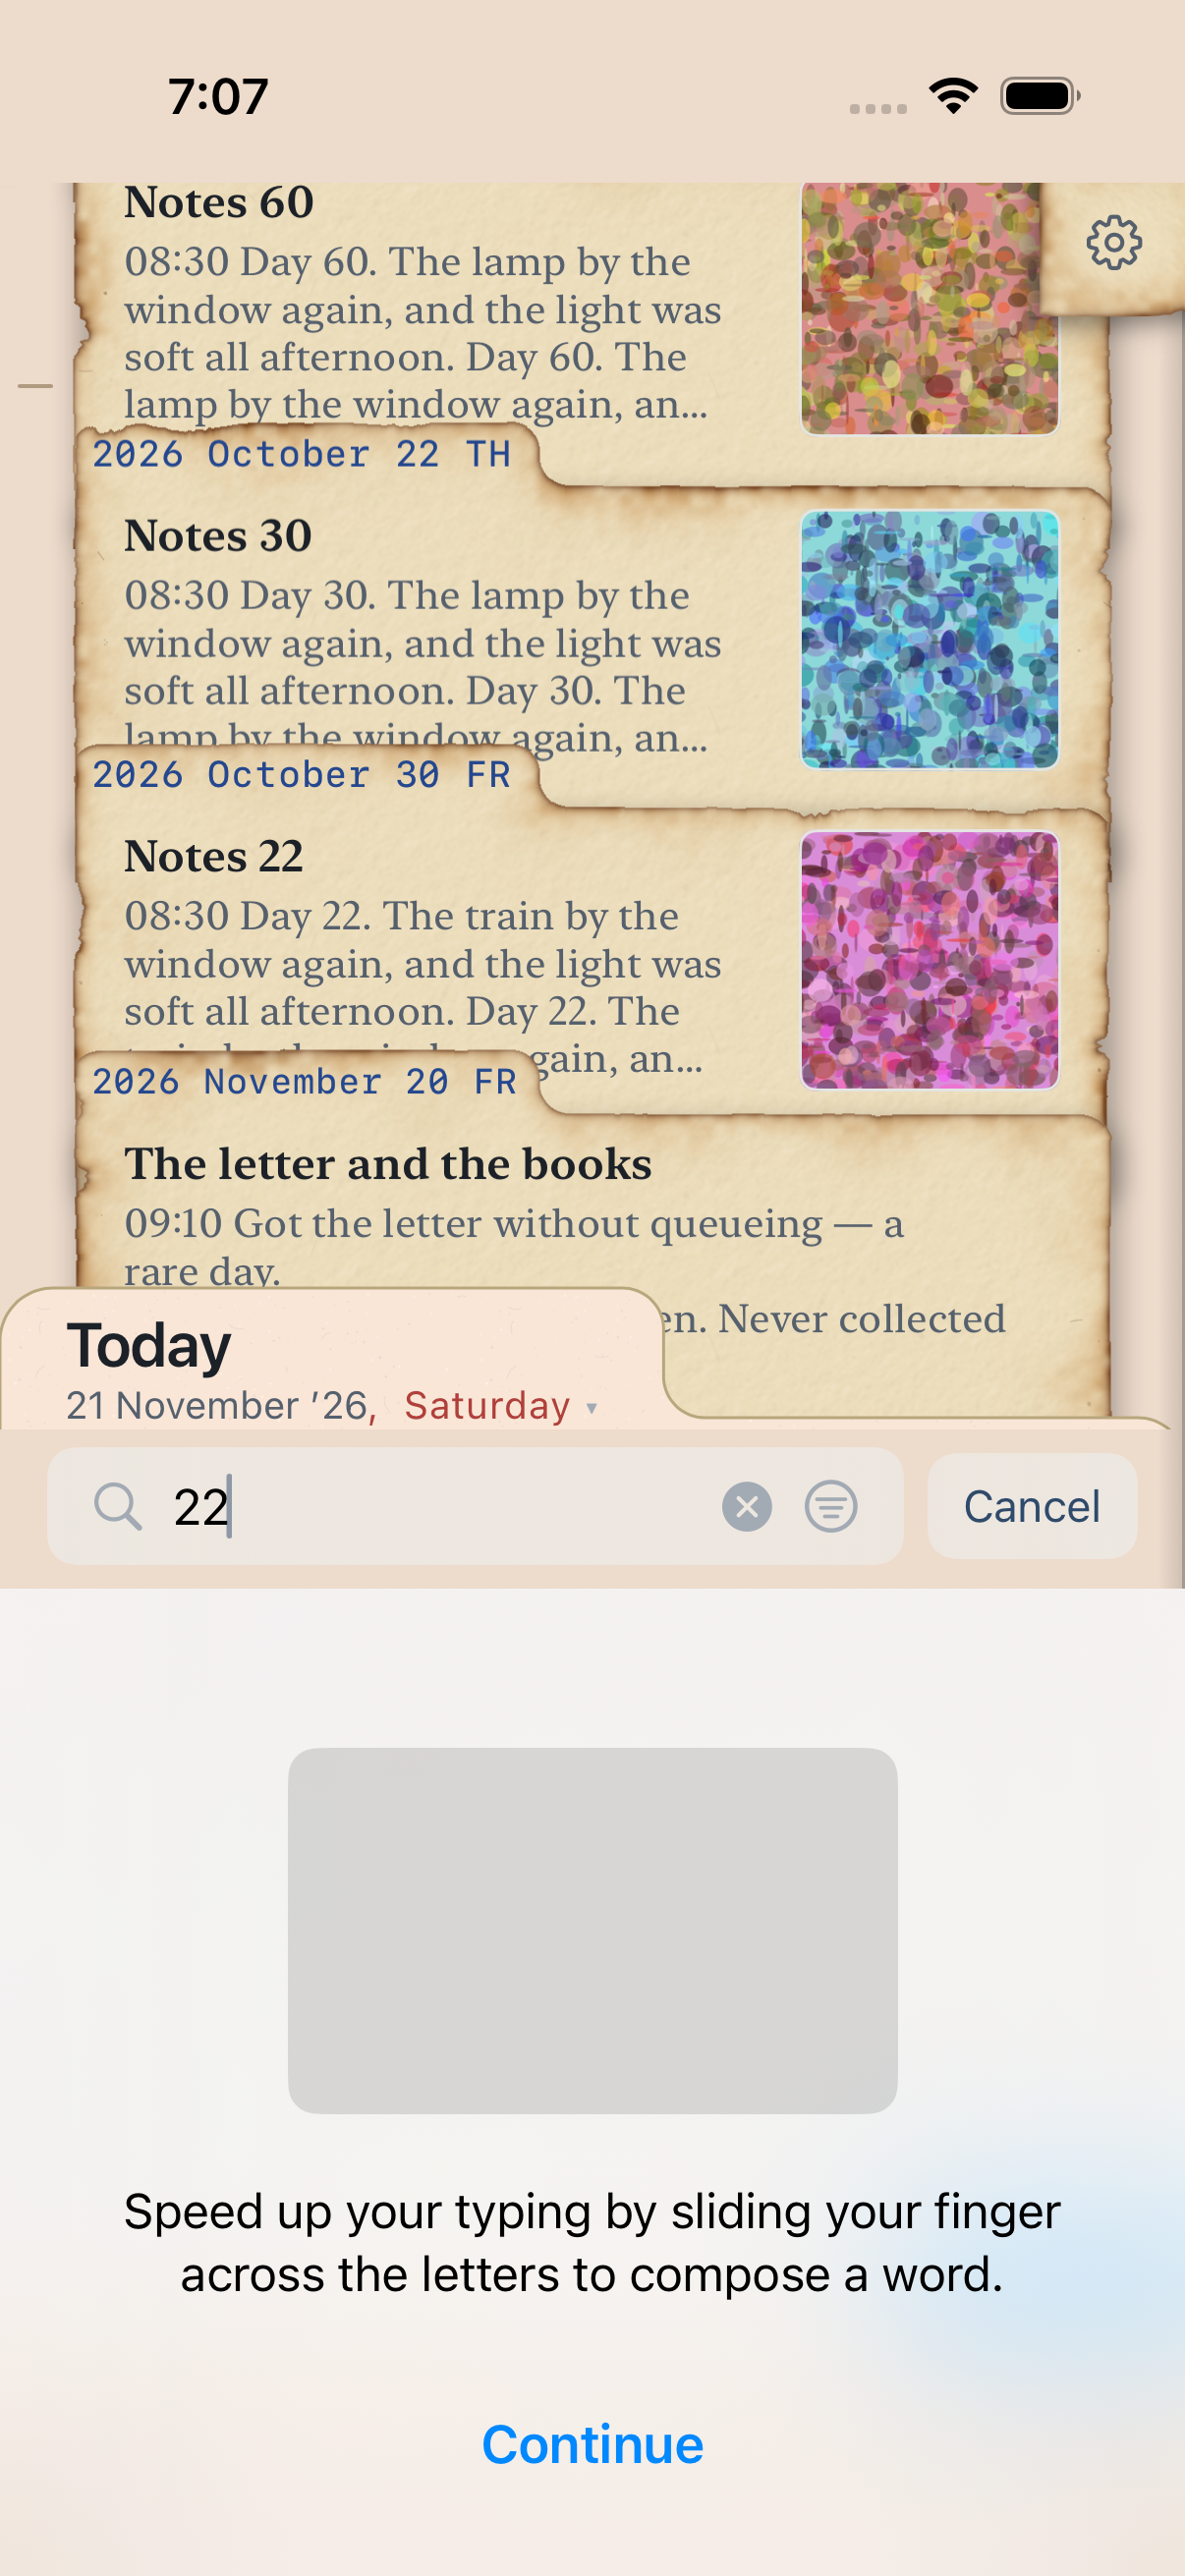 7:07
Notes 60
08:30 Day 60. The lamp by the
window again, and the light was
soft all afternoon. Day 60. The
lamp by the window again, an...
2026 October 22 TH
Notes 30
08:30 Day 30. The lamp by the
window again, and the light was
soft all afternoon. Day 30. The
lamp by the window again, an...
2026 October 30 FR
Notes 22
08:30 Day 22. The train by the
window again, and the light was
soft all afternoon. Day 22. The
gain, an...
2026 November 20 FR
The letter and the books
09:10 Got the letter without queueing — a
rare day.
en. Never collected
Today
21 November ’26, Saturday
22
Cancel
Speed up your typing by sliding your finger
across the letters to compose a word.
Continue